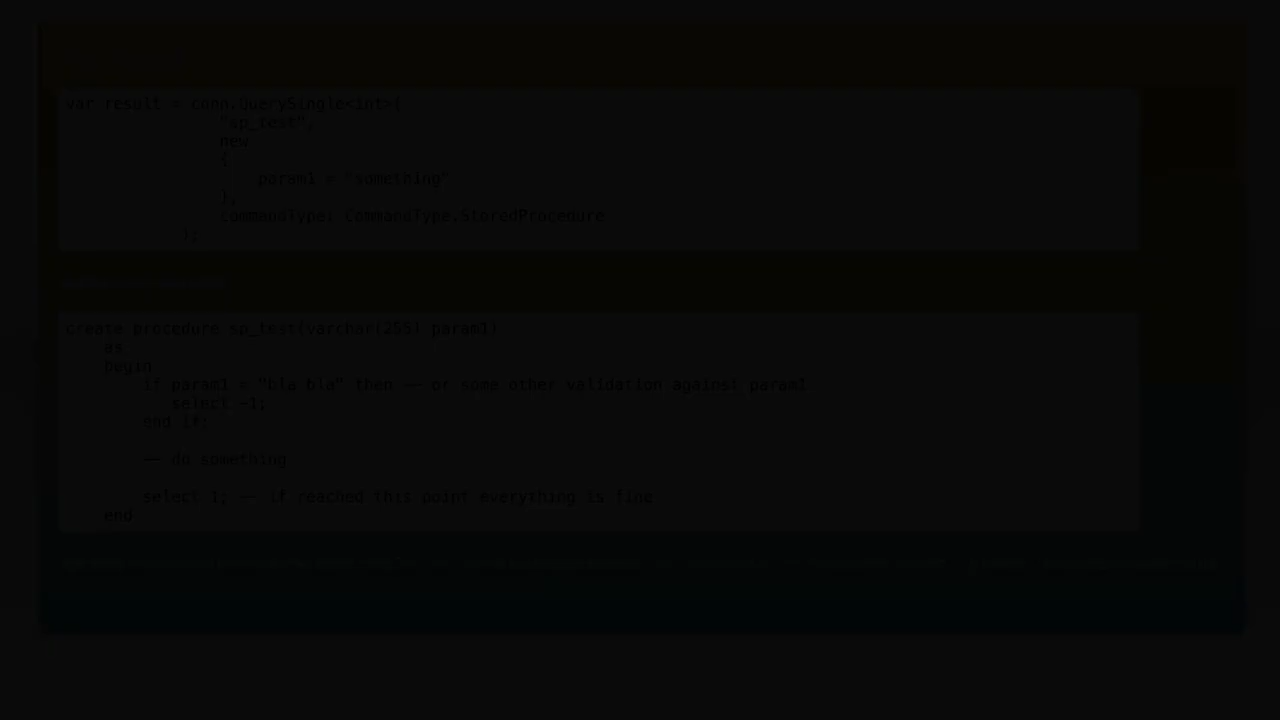 var result = conn.QuerySingle<int>(
"sp_test",
new
{
param1 = "something"
},
commandType: CommandType.StoredProcedure
);
create procedure sp_test(varchar(255) param1)
as
begin
if param1 = "bla bla" then -- or some other validation against param1
select -1;
end if;
-- do something
select 1; -- if reached this point everything is fine
end